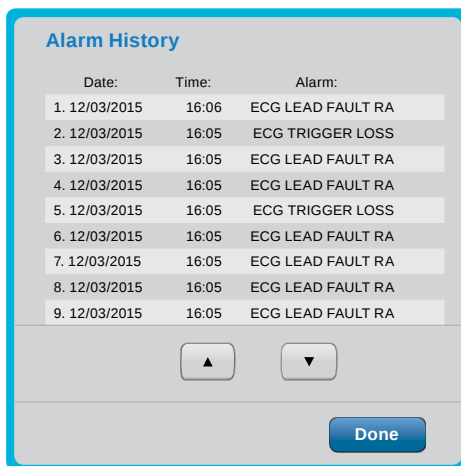 Alarm History
Date: Time: Alarm:
1. 12/03/2015 16:06 ECG LEAD FAULT RA
2. 12/03/2015 16:05 ECG TRIGGER LOSS
3. 12/03/2015 16:05 ECG LEAD FAULT RA
4. 12/03/2015 16:05 ECG LEAD FAULT RA
5. 12/03/2015 16:05 ECG TRIGGER LOSS
6. 12/03/2015 16:05 ECG LEAD FAULT RA
7. 12/03/2015 16:05 ECG LEAD FAULT RA
8. 12/03/2015 16:05 ECG LEAD FAULT RA
9. 12/03/2015 16:05 ECG LEAD FAULT RA
Done